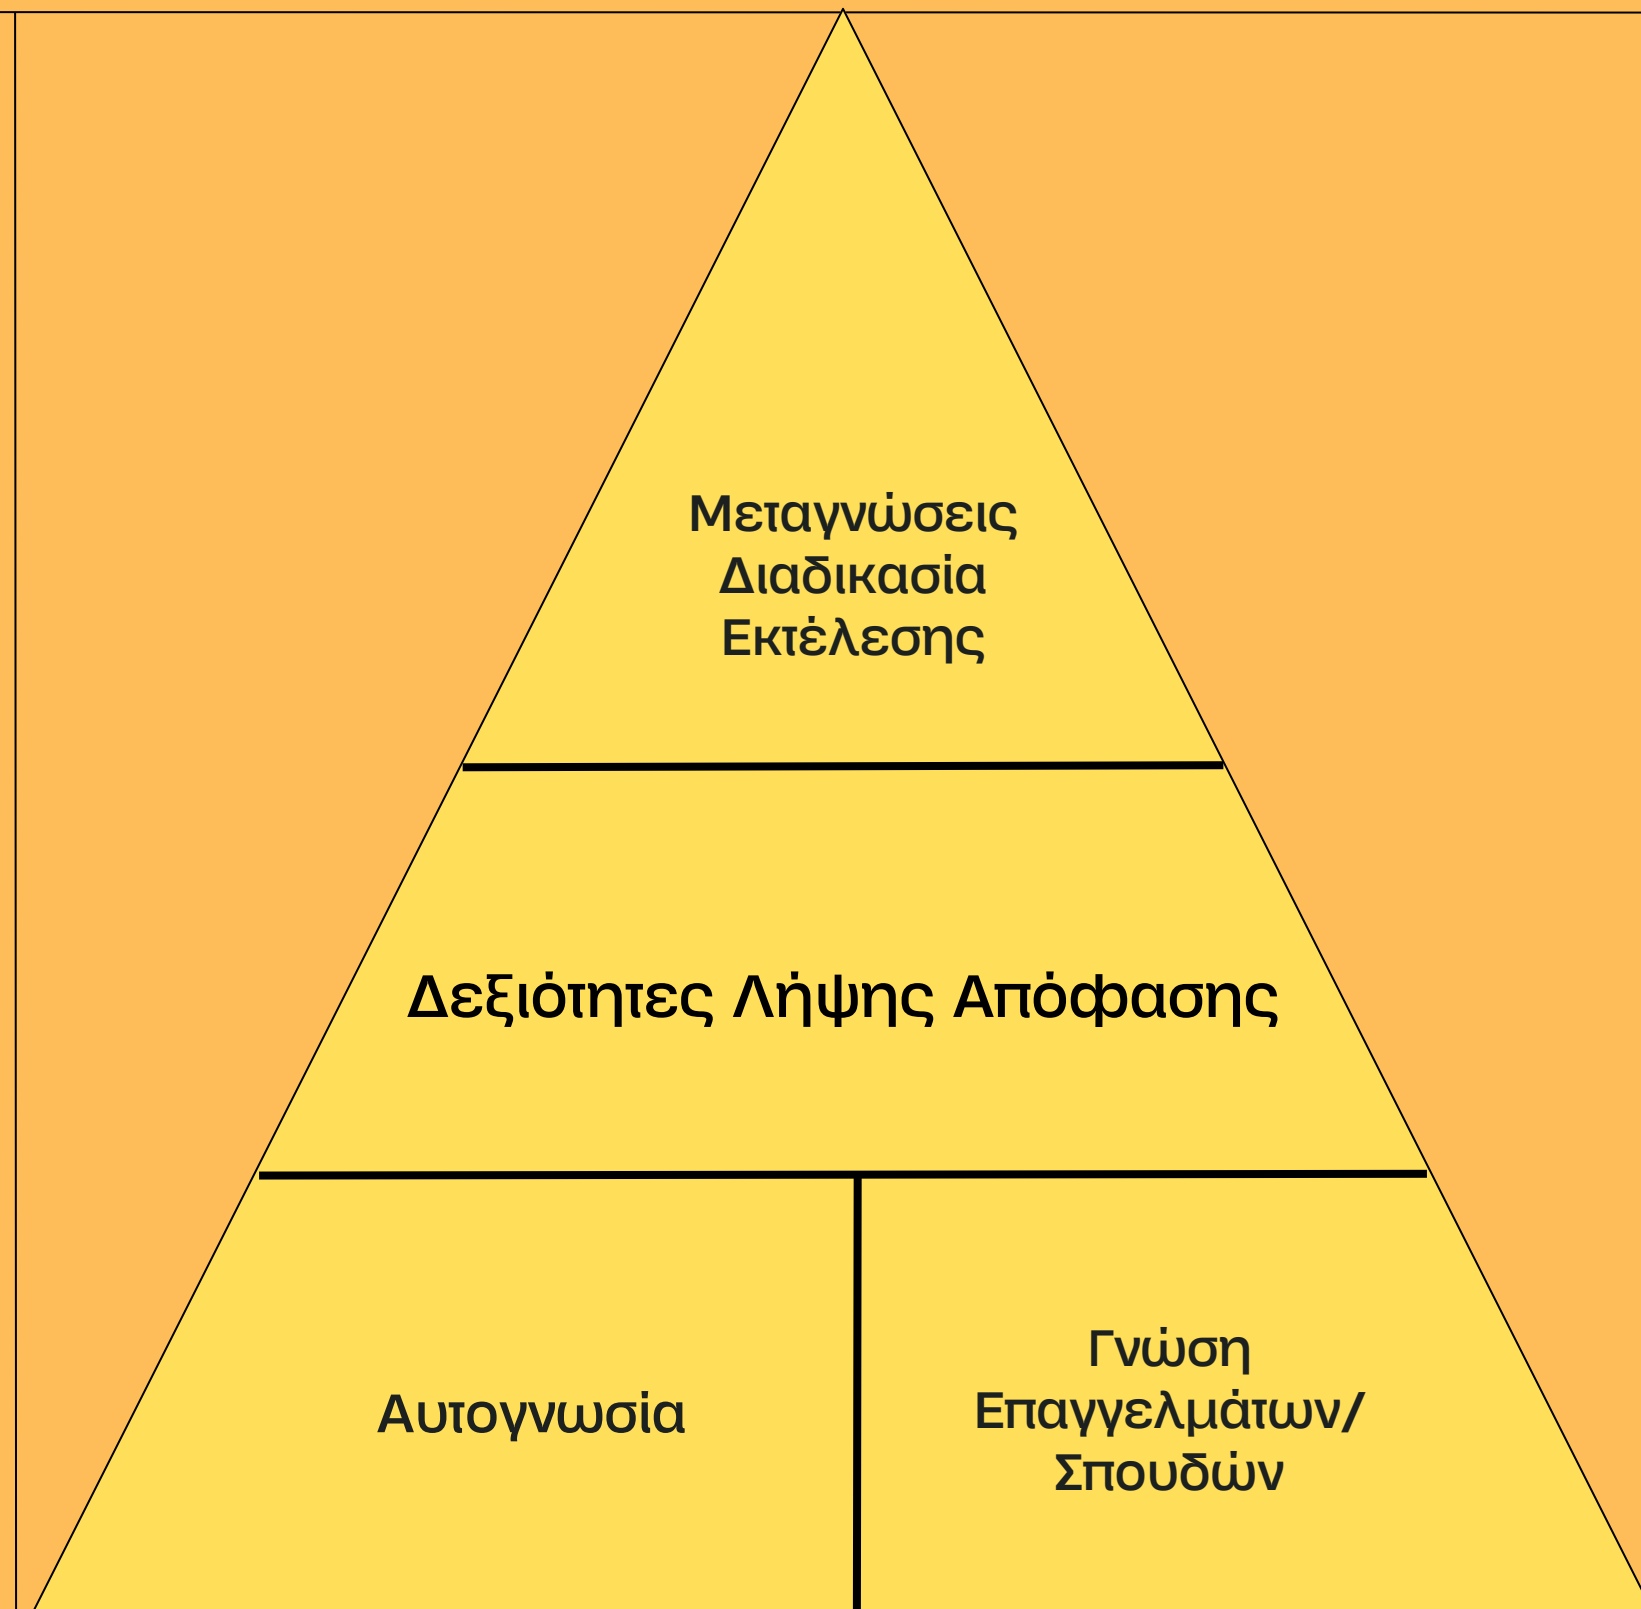 Μεταγνώσεις
Διαδικασία
Εκτέλεσης
Δεξιότητες Λήψης Απόφασης
Αυτογνωσία
Γνώση
Επαγγελμάτων/
Σπουδών